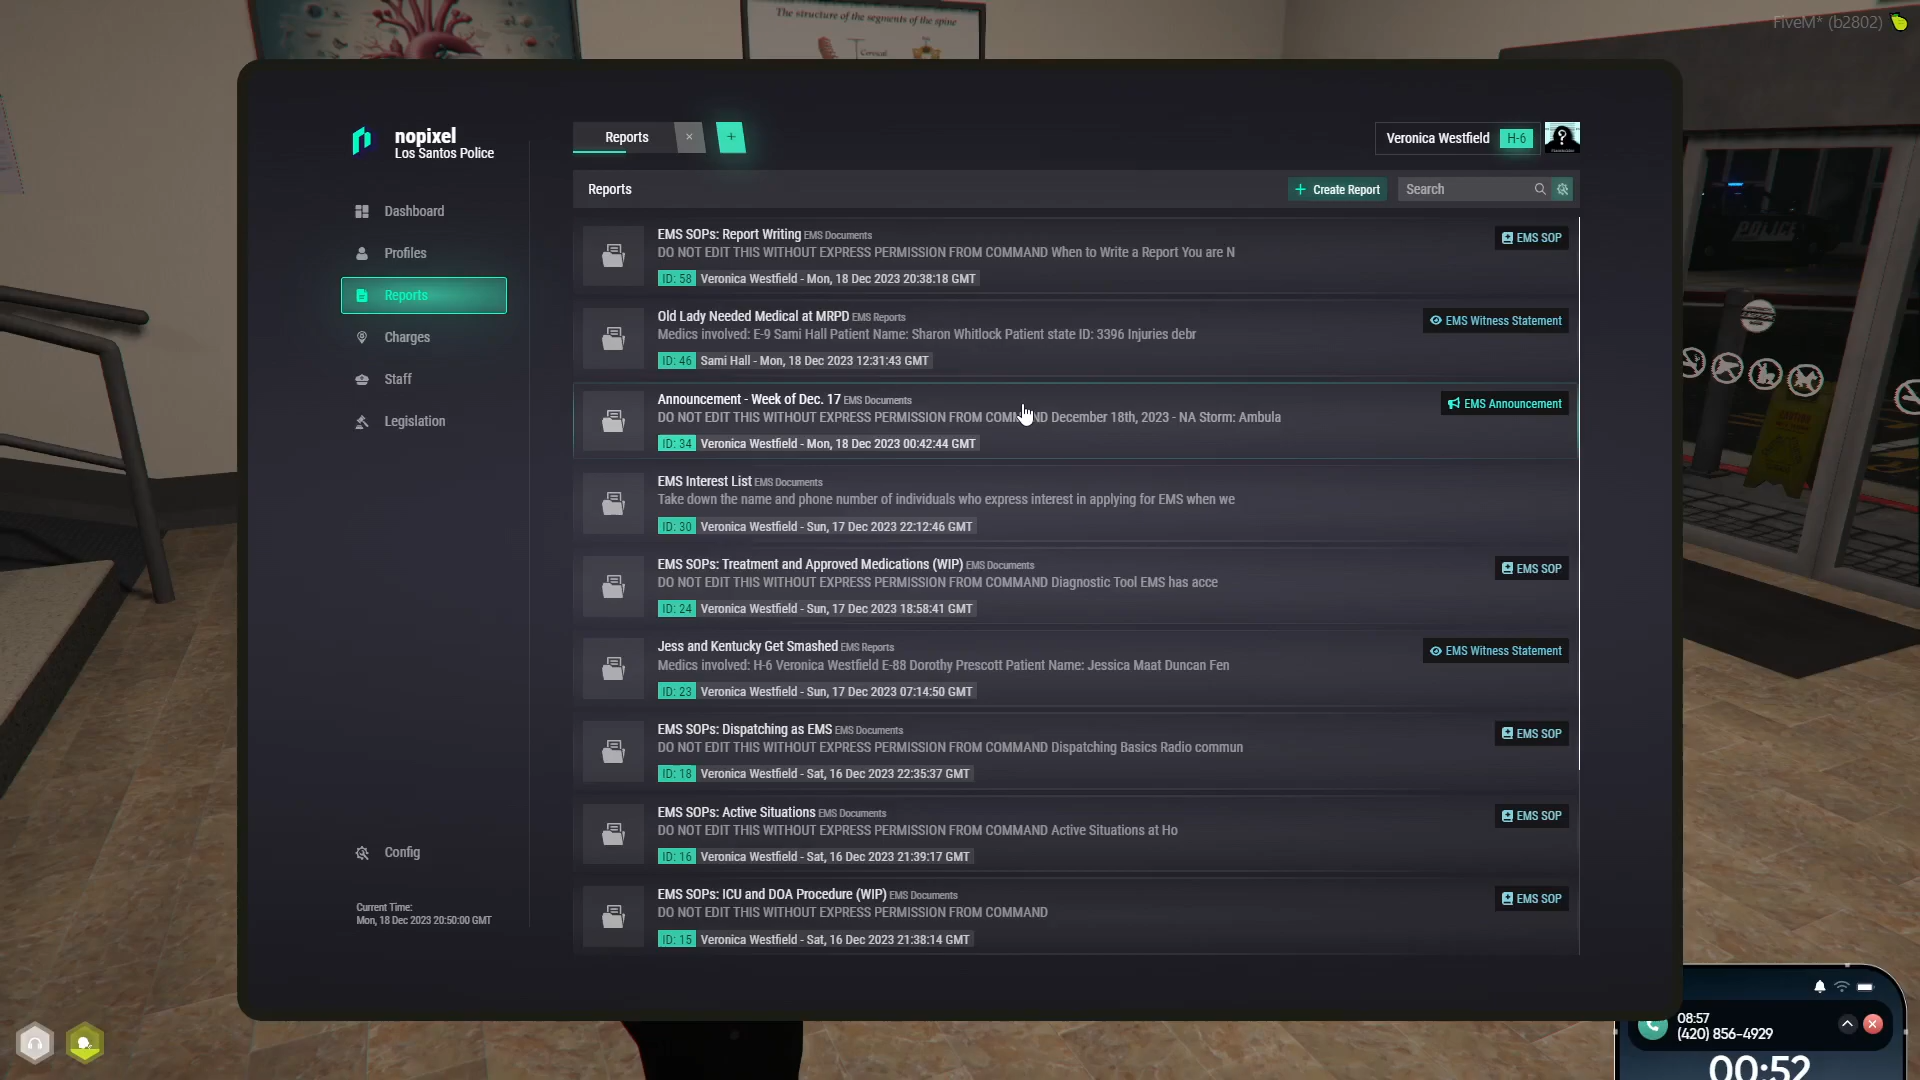 The structure of the segments of the spine
Cervical
FiveM* (b2802)
nopixel
Los Santos Police
Reports
Veronica Westfield H-6
Reports
Create Report
Search
Dashboard
Profiles
Reports
Charges
Staff
Legislation
Config
Current Time:
Mon, 18 Dec 2023 20:50:00 GMT
EMS SOPs: Report Writing EMS Documents
EMS SOP
DO NOT EDIT THIS WITHOUT EXPRESS PERMISSION FROM COMMAND When to Write a Report You are N
ID: 58 Veronica Westfield - Mon, 18 Dec 2023 20:38:18 GMT
Old Lady Needed Medical at MRPD EMS Reports
EMS Witness Statement
Medics involved: E-9 Sami Hall Patient Name: Sharon Whitlock Patient state ID: 3396 Injuries debr
ID: 46 Sami Hall - Mon, 18 Dec 2023 12:31:43 GMT
Announcement - Week of Dec. 17 EMS Documents
EMS Announcement
DO NOT EDIT THIS WITHOUT EXPRESS PERMISSION FROM COMMAND December 18th, 2023 - NA Storm: Ambula
ID: 34 Veronica Westfield - Mon, 18 Dec 2023 00:42:44 GMT
EMS Interest List EMS Documents
Take down the name and phone number of individuals who express interest in applying for EMS when we
ID: 30 Veronica Westfield - Sun, 17 Dec 2023 22:12:46 GMT
EMS SOPs: Treatment and Approved Medications (WIP) EMS Documents
EMS SOP
DO NOT EDIT THIS WITHOUT EXPRESS PERMISSION FROM COMMAND Diagnostic Tool EMS has acce
ID: 24 Veronica Westfield - Sun, 17 Dec 2023 18:58:41 GMT
Jess and Kentucky Get Smashed EMS Reports
EMS Witness Statement
Medics involved: H-6 Veronica Westfield E-88 Dorothy Prescott Patient Name: Jessica Maat Duncan Fen
ID: 23 Veronica Westfield - Sun, 17 Dec 2023 07:14:50 GMT
EMS SOPs: Dispatching as EMS EMS Documents
EMS SOP
DO NOT EDIT THIS WITHOUT EXPRESS PERMISSION FROM COMMAND Dispatching Basics Radio commun
ID: 18 Veronica Westfield - Sat, 16 Dec 2023 22:35:37 GMT
EMS SOPs: Active Situations EMS Documents
EMS SOP
DO NOT EDIT THIS WITHOUT EXPRESS PERMISSION FROM COMMAND Active Situations at Ho
ID: 16 Veronica Westfield - Sat, 16 Dec 2023 21:39:17 GMT
EMS SOPs: ICU and DOA Procedure (WIP) EMS Documents
EMS SOP
DO NOT EDIT THIS WITHOUT EXPRESS PERMISSION FROM COMMAND
ID: 15 Veronica Westfield - Sat, 16 Dec 2023 21:38:14 GMT
POLICE
08:57
(420) 856-4929
00:52